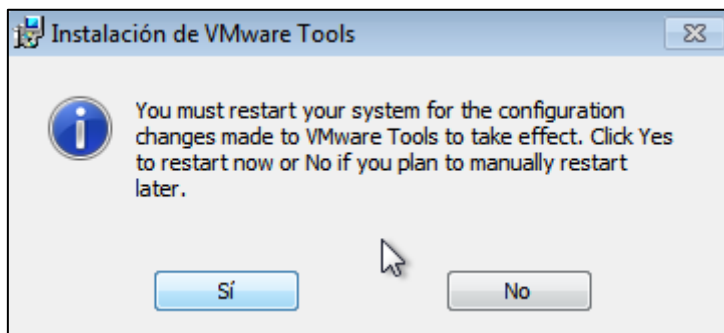 Instalación de VMware Tools
You must restart your system for the configuration
changes made to VMware Tools to take effect. Click Yes
to restart now or No if you plan to manually restart
later.
Sí
No